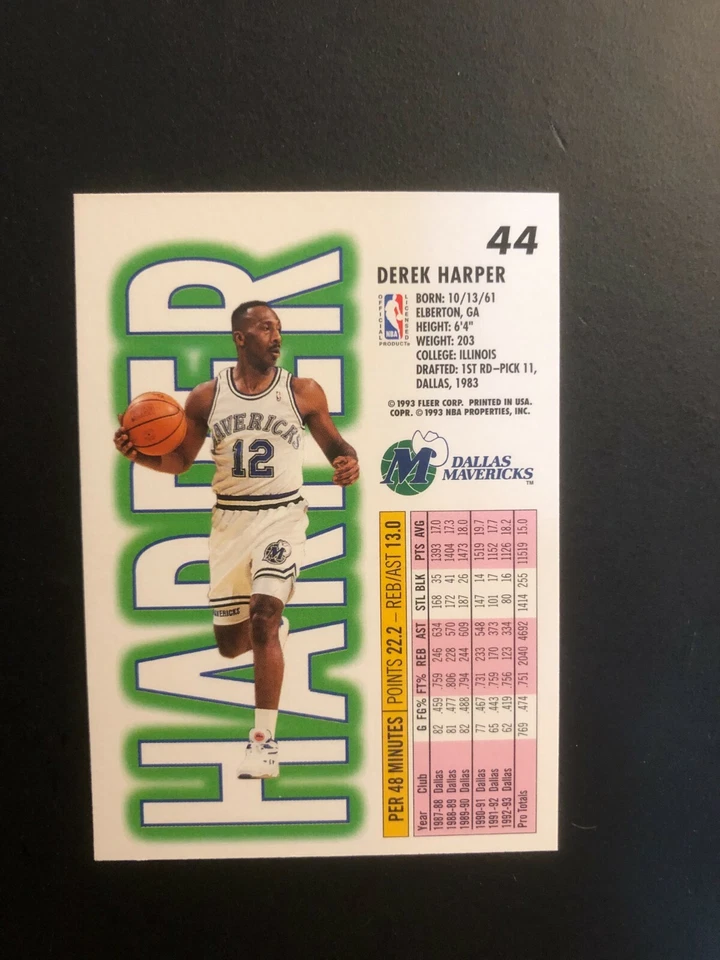 44
HARPER
DEREK HARPER
OFFICIAL LICENSED
NBA
PRODUCT
BORN: 10/13/61
ELBERTON, GA
HEIGHT: 6'4"
WEIGHT: 203
COLLEGE: ILLINOIS
DRAFTED: 1ST RD–PICK 11,
DALLAS, 1983
© 1993 FLEER CORP. PRINTED IN USA.
COPR. © 1993 NBA PROPERTIES, INC.
MAVERICKS
12
M
MAVERICKS
M
DALLAS
MAVERICKS™
PER 48 MINUTES | POINTS 22.2 – REB/AST 13.0
Year Club G FG% FT% REB AST STL BLK PTS AVG
1987-88 Dallas 82 .459 .759 246 634 168 35 1393 17.0
1988-89 Dallas 81 .477 .806 228 570 172 41 1404 17.3
1989-90 Dallas 82 .488 .794 244 609 187 26 1473 18.0
1990-91 Dallas 77 .467 .731 233 548 147 14 1519 19.7
1991-92 Dallas 65 .443 .759 170 373 101 17 1152 17.7
1992-93 Dallas 62 .419 .756 123 334 80 16 1126 18.2
Pro Totals 769 .474 .751 2040 4692 1414 255 11519 15.0